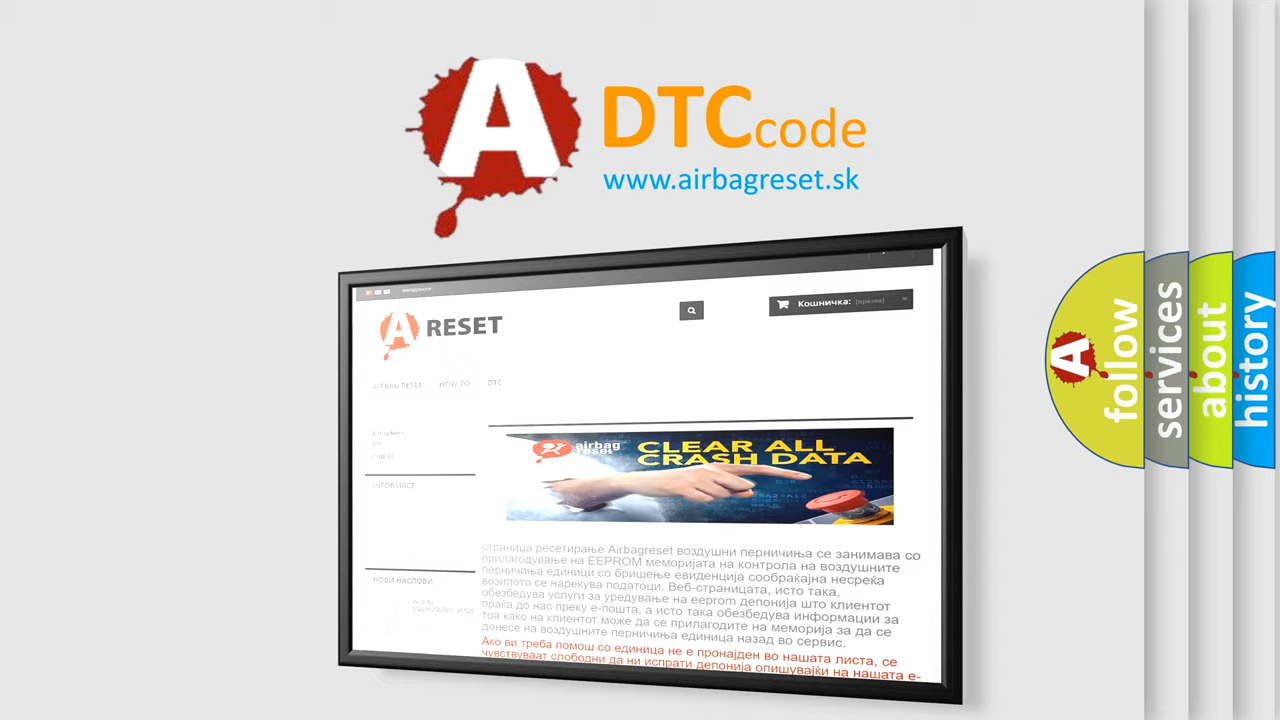 A DTC code
www.airbagreset.sk
A RESET
Кошничка: (празна)
AIRBAG RESET HOW TO DTC
INFORMACE
airbag reset
CLEAR ALL
CRASH DATA
страница ресетирање Airbagreset воздушни перничиња се занимава со
прилагодување на EEPROM меморијата на контрола на воздушните
перничиња единици со бришење евиденција сообраќајна несреќа
возилото се нарекува податоци. Веб-страницата, исто така,
обезбедува услуги за уредување на eeprom депонија што клиентот
праќа до нас преку е-пошта, а исто така обезбедува информации за
тоа како на клиентот може да се прилагодите на меморија за да се
донесе на воздушните перничиња единица назад во сервис.
Ако ви треба помош со единица не е пронајден во нашата листа, се
чувствуваат слободни да ни испрати депонија опишувајќи на нашата е-
НОВИ НАСЛОВИ
A follow
services
about
history